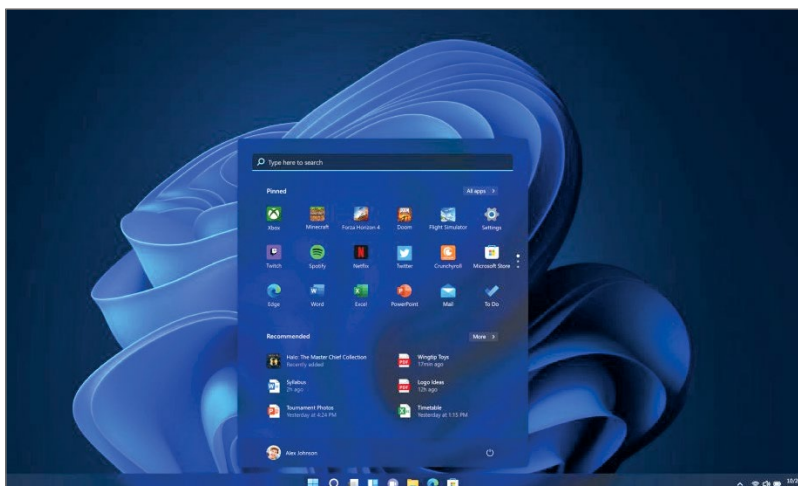 Type here to search
Pinned
All apps >
Xbox Minecraft Forza Horizon 4 Doom Flight Simulator Settings
Twitch Spotify Netflix Twitter Crunchyroll Microsoft Store
Edge Word Excel PowerPoint Mail To Do
Recommended
More >
Halo: The Master Chief Collection
Recently added
Wingtip Toys
17m ago
Syllabus
2h ago
Logo Ideas
12h ago
Tournament Photos
Yesterday at 4:24 PM
Timetable
Yesterday at 1:15 PM
Alex Johnson
10/2